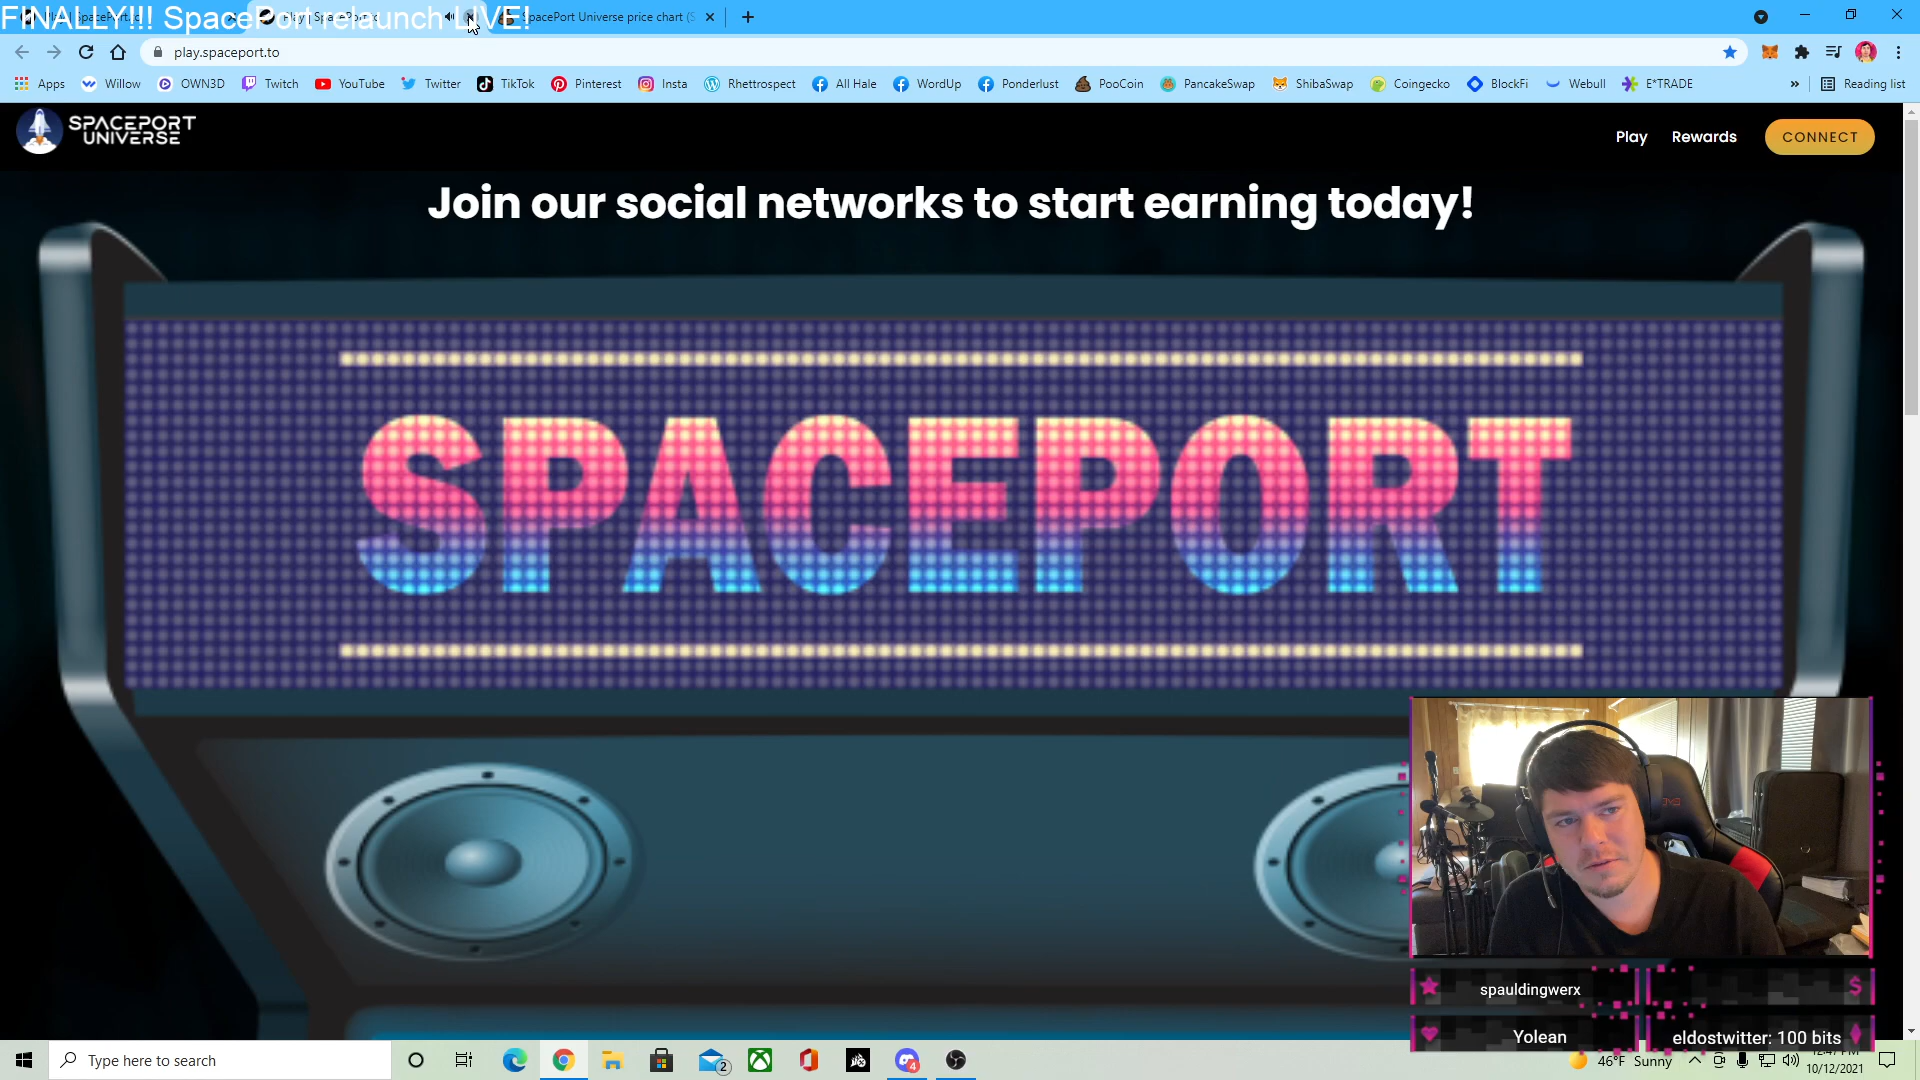 FINALLY!!! SpacePort relaunch LIVE!
SpacePort Universe price chart (S
play.spaceport.to
Apps
Willow
OWN3D
Twitch
YouTube
Twitter
TikTok
Pinterest
Insta
Rhettrospect
All Hale
WordUp
Ponderlust
PooCoin
PancakeSwap
ShibaSwap
Coingecko
BlockFi
Webull
E*TRADE
»
Reading list
SPACEPORT
UNIVERSE
Play
Rewards
CONNECT
Join our social networks to start earning today!
SPACEPORT
spauldingwerx
Yolean
eldostwitter: 100 bits
Type here to search
2
4
46°F Sunny
10/12/2021